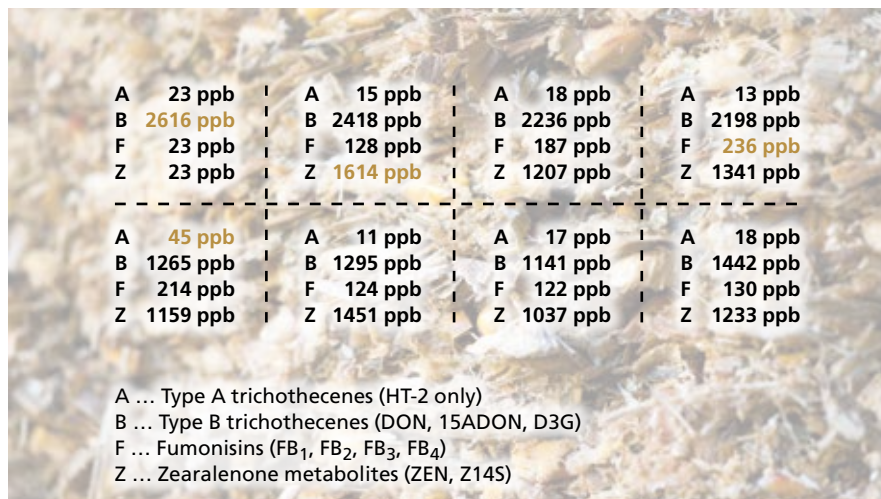 A 23 ppb A 15 ppb A 18 ppb A 13 ppb
B 2616 ppb B 2418 ppb B 2236 ppb B 2198 ppb
F 23 ppb F 128 ppb F 187 ppb F 236 ppb
Z 23 ppb Z 1614 ppb Z 1207 ppb Z 1341 ppb
A 45 ppb A 11 ppb A 17 ppb A 18 ppb
B 1265 ppb B 1295 ppb B 1141 ppb B 1442 ppb
F 214 ppb F 124 ppb F 122 ppb F 130 ppb
Z 1159 ppb Z 1451 ppb Z 1037 ppb Z 1233 ppb
A … Type A trichothecenes (HT-2 only)
B … Type B trichothecenes (DON, 15ADON, D3G)
F … Fumonisins (FB₁, FB₂, FB₃, FB₄)
Z … Zearalenone metabolites (ZEN, Z14S)